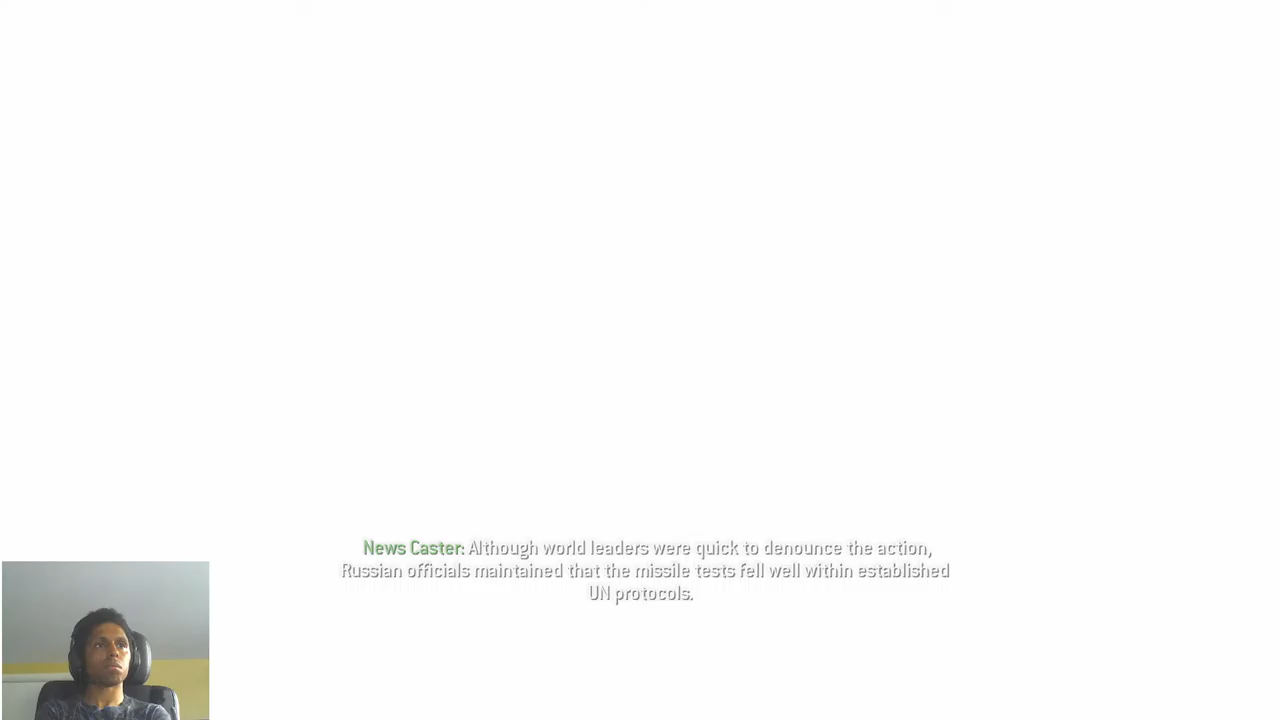 News Caster: Although world leaders were quick to denounce the action,
Russian officials maintained that the missile tests fell well within established
UN protocols.